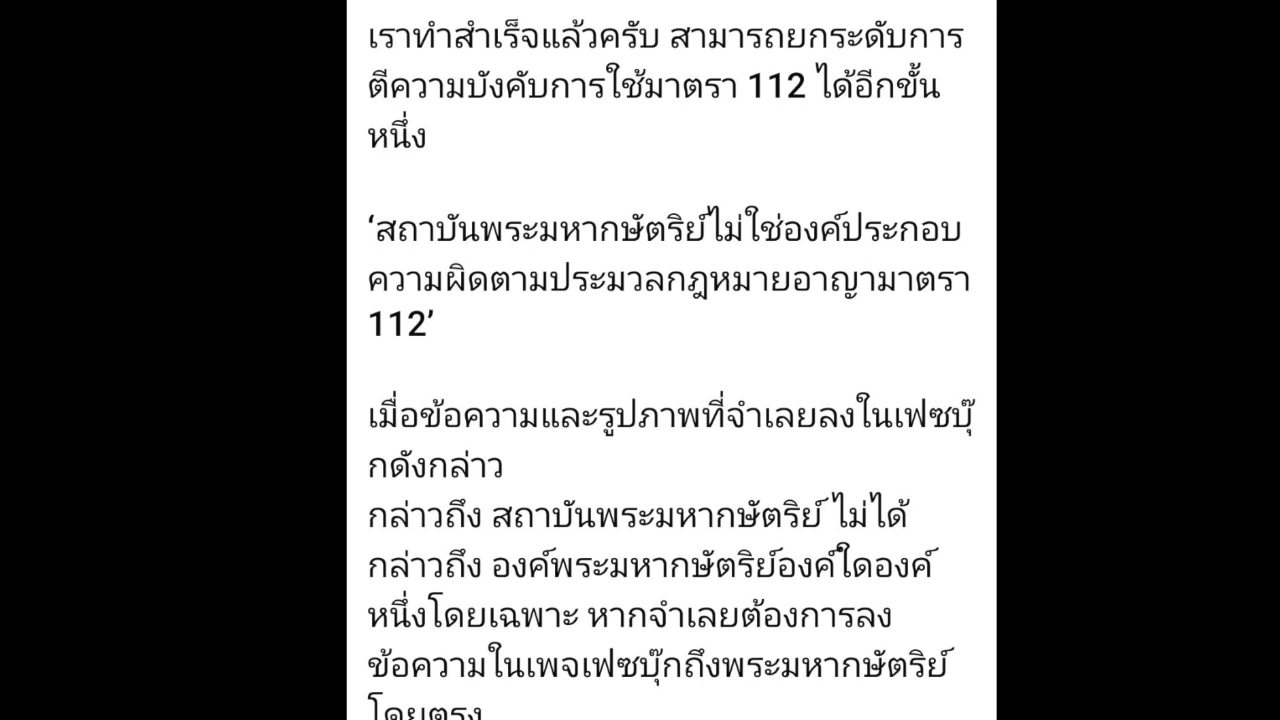 เราทำสำเร็จแล้วครับ สามารถยกระดับการ
ตีความบังคับการใช้มาตรา 112 ได้อีกขั้น
หนึ่ง
‘สถาบันพระมหากษัตริย์ไม่ใช่องค์ประกอบ
ความผิดตามประมวลกฎหมายอาญามาตรา
112’
เมื่อข้อความและรูปภาพที่จำเลยลงในเฟซบุ๊
กดังกล่าว
กล่าวถึง สถาบันพระมหากษัตริย์ ไม่ได้
กล่าวถึง องค์พระมหากษัตริย์องค์ใดองค์
หนึ่งโดยเฉพาะ หากจำเลยต้องการลง
ข้อความในเพจเฟซบุ๊กถึงพระมหากษัตริย์
โดยตรง